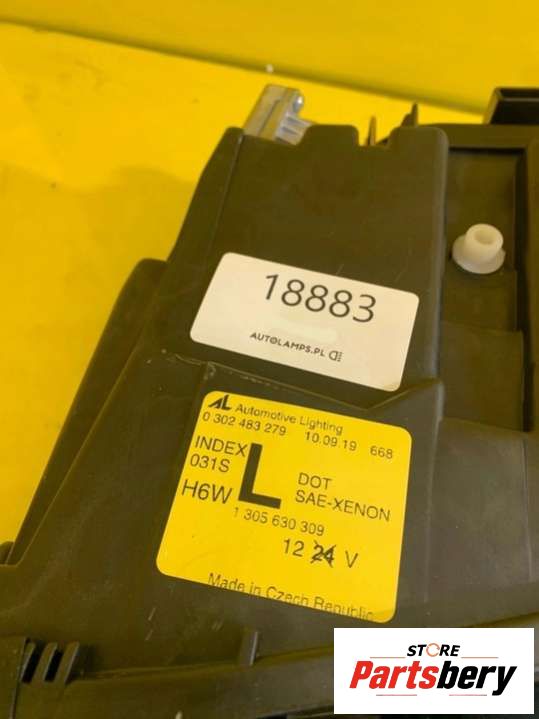 18883
AUTOLAMPS.PL
AL Automotive Lighting
0 302 483 279 10.09.19 668
INDEX
031S
L
DOT
SAE-XENON
H6W
1 305 630 309
12 24 V
Made in Czech Republic
STORE
Partsbery